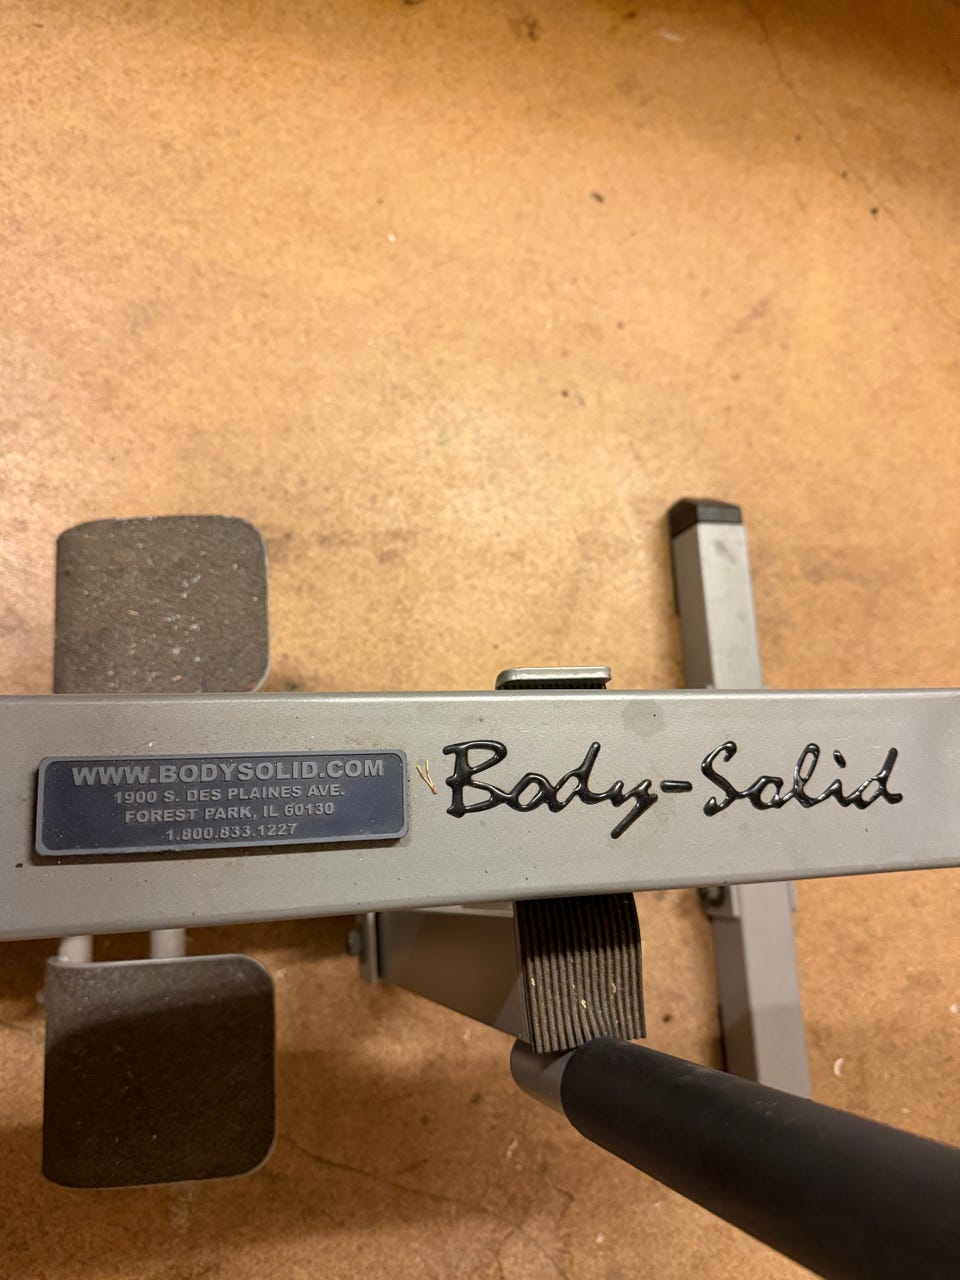 WWW.BODYSOLID.COM
1900 S. DES PLAINES AVE.
FOREST PARK, IL 60130
1.800.833.1227
Body-Solid